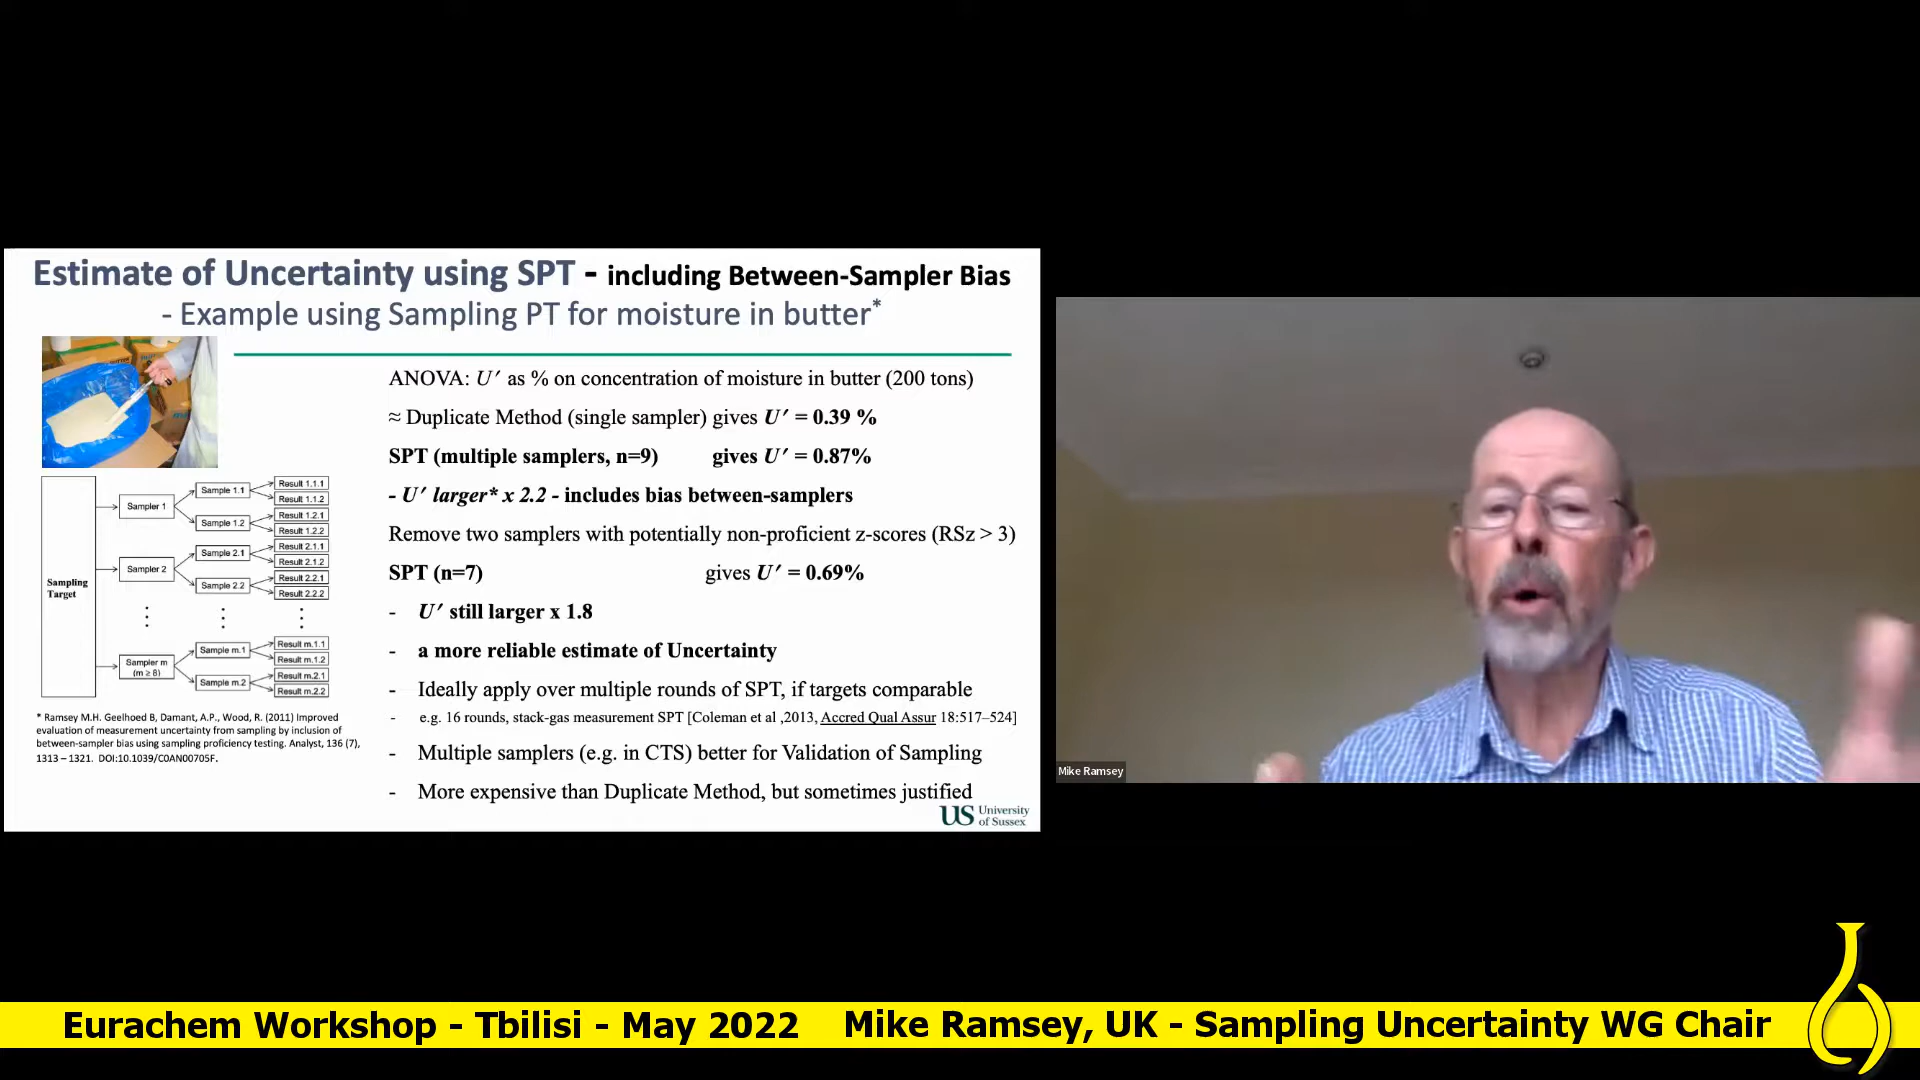 Estimate of Uncertainty using SPT - including Between-Sampler Bias
- Example using Sampling PT for moisture in butter*
ANOVA: U′ as % on concentration of moisture in butter (200 tons)
≈ Duplicate Method (single sampler) gives U′ = 0.39 %
SPT (multiple samplers, n=9) gives U′ = 0.87%
- U′ larger* x 2.2 - includes bias between-samplers
Remove two samplers with potentially non-proficient z-scores (RSz > 3)
SPT (n=7) gives U′ = 0.69%
- U′ still larger x 1.8
- a more reliable estimate of Uncertainty
- Ideally apply over multiple rounds of SPT, if targets comparable
- e.g. 16 rounds, stack-gas measurement SPT [Coleman et al ,2013, Accred Qual Assur 18:517–524]
- Multiple samplers (e.g. in CTS) better for Validation of Sampling
- More expensive than Duplicate Method, but sometimes justified
Sampling
Target
Sampler 1
Sample 1.1
Result 1.1.1
Result 1.1.2
Sample 1.2
Result 1.2.1
Result 1.2.2
Sampler 2
Sample 2.1
Result 2.1.1
Result 2.1.2
Sample 2.2
Result 2.2.1
Result 2.2.2
Sampler m
(m ≥ 8)
Sample m.1
Result m.1.1
Result m.1.2
Sample m.2
Result m.2.1
Result m.2.2
* Ramsey M.H. Geelhoed B, Damant, A.P., Wood, R. (2011) Improved
evaluation of measurement uncertainty from sampling by inclusion of
between-sampler bias using sampling proficiency testing. Analyst, 136 (7),
1313 – 1321. DOI:10.1039/C0AN00705F.
US University
of Sussex
Mike Ramsey
Eurachem Workshop - Tbilisi - May 2022 Mike Ramsey, UK - Sampling Uncertainty WG Chair